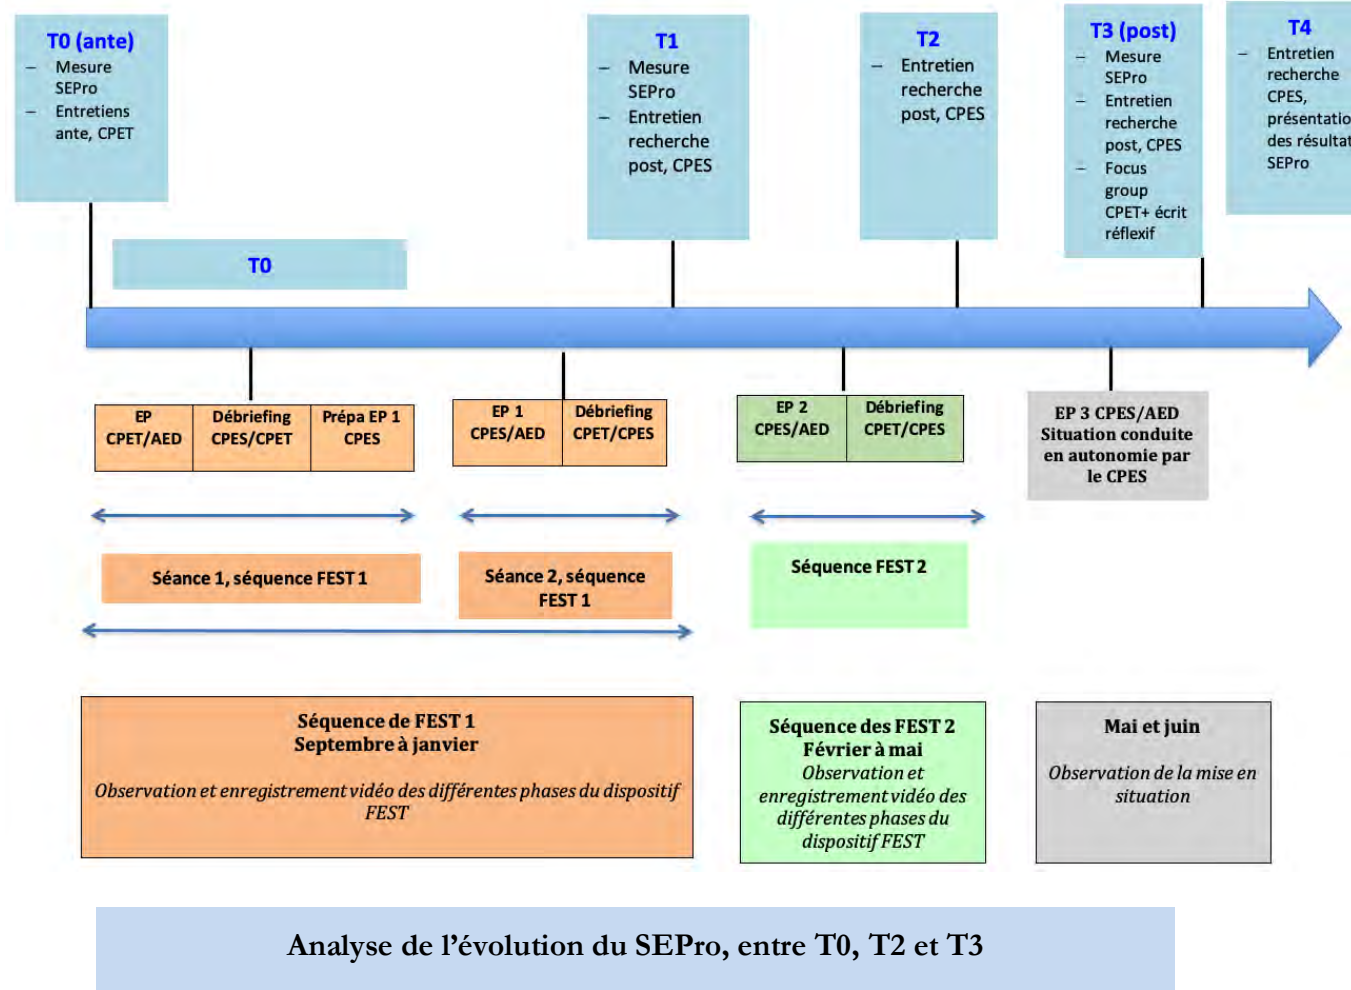 T0 (ante)
– Mesure
SEPro
– Entretiens
ante, CPET
T1
– Mesure
SEPro
– Entretien
recherche
post, CPES
T2
– Entretien
recherche
post, CPES
T3 (post)
– Mesure
SEPro
– Entretien
recherche
post, CPES
– Focus
group
CPET+ écrit
réflexif
T4
– Entretien
recherche
CPES,
présentatio
des résultat
SEPro
T0
EP
CPET/AED
Débriefing
CPES/CPET
Prépa EP 1
CPES
EP 1
CPES/AED
Débriefing
CPET/CPES
EP 2
CPES/AED
Débriefing
CPET/CPES
EP 3 CPES/AED
Situation conduite
en autonomie par
le CPES
Séance 1, séquence FEST 1
Séance 2, séquence
FEST 1
Séquence FEST 2
Séquence de FEST 1
Septembre à janvier
Observation et enregistrement vidéo des différentes phases du dispositif
FEST
Séquence des FEST 2
Février à mai
Observation et
enregistrement vidéo des
différentes phases du
dispositif FEST
Mai et juin
Observation de la mise en
situation
Analyse de l’évolution du SEPro, entre T0, T2 et T3